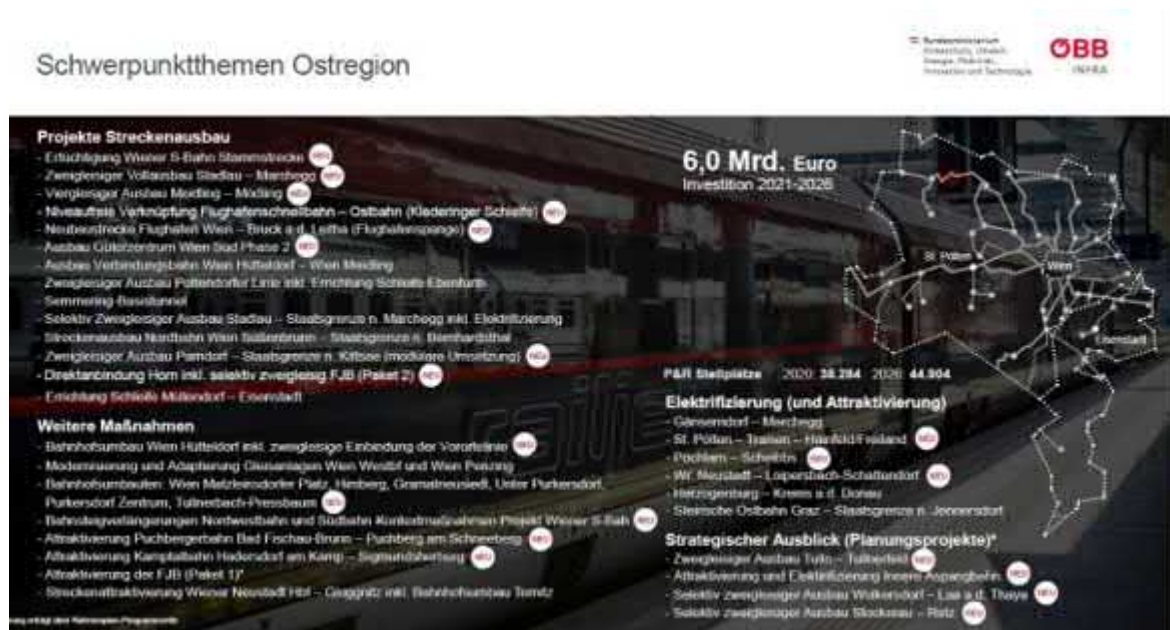 Schwerpunktthemen Ostregion
ÖBB
INFRA
Projekte Streckenausbau
- Ertüchtigung Wiener S-Bahn Stammstrecke NEU
- Zweigleisiger Vollausbau Stadlau – Marchegg NEU
- Viergleisiger Ausbau Meidling – Mödling NEU
- Niveaufreie Verknüpfung Flughafenschnellbahn – Ostbahn (Klederinger Schleife) NEU
- Neubaustrecke Flughafen Wien – Bruck a.d. Leitha (Flughafenspange) NEU
- Ausbau Güterzentrum Wien Süd Phase 2 NEU
- Ausbau Verbindungsbahn Wien Hütteldorf – Wien Meidling
- Zweigleisiger Ausbau Pottendorfer Linie inkl. Errichtung Schleife Ebenfurth
- Semmering-Basistunnel
- Selektiv Zweigleisiger Ausbau Stadlau – Staatsgrenze n. Marchegg inkl. Elektrifizierung
- Streckenausbau Nordbahn Wien Süßenbrunn – Staatsgrenze n. Bernhardsthal
- Zweigleisiger Ausbau Parndorf – Staatsgrenze n. Kittsee (modulare Umsetzung) NEU
- Direktanbindung Horn inkl. selektiv zweigleisig FJB (Paket 2) NEU
- Errichtung Schleife Müllendorf – Eisenstadt
Weitere Maßnahmen
- Bahnhofsumbau Wien Hütteldorf inkl. zweigleisige Einbindung der Vorortelinie NEU
- Modernisierung und Adaptierung Gleisanlagen Wien Westbf und Wien Penzing
- Bahnhofsumbauten: Wien Matzleinsdorfer Platz, Himberg, Gramatneusiedl, Unter Purkersdorf,
Purkersdorf Zentrum, Tullnerbach-Pressbaum NEU
- Bahnsteigverlängerungen Nordwestbahn und Südbahn Kontextmaßnahmen Projekt Wiener S-Bah NEU
- Attraktivierung Puchbergerbahn Bad Fischau-Brunn – Puchberg am Schneeberg NEU
- Attraktivierung Kamptalbahn Hadersdorf am Kamp – Sigmundsherberg NEU
- Attraktivierung der FJB (Paket 1)*
- Streckenattraktivierung Wiener Neustadt Hbf – Gloggnitz inkl. Bahnhofsumbau Ternitz
6,0 Mrd. Euro
Investition 2021-2026
St. Pölten
Wien
Eisenstadt
P&R Stellplätze 2020: 38.284 2026: 44.904
Elektrifizierung (und Attraktivierung)
- Gänserndorf – Marchegg
- St. Pölten – Traisen – Hainfeld/Freiland NEU
- Pöchlarn – Scheibbs NEU
- Wr. Neustadt – Loipersbach-Schattendorf NEU
- Herzogenburg – Krems a.d. Donau
- Steirische Ostbahn Graz – Staatsgrenze n. Jennersdorf
Strategischer Ausblick (Planungsprojekte)*
- Zweigleisiger Ausbau Tulln – Tullnerfeld NEU
- Attraktivierung und Elektrifizierung Innere Aspangbahn NEU
- Selektiv zweigleisiger Ausbau Wolkersdorf – Laa a.d. Thaya NEU
- Selektiv zweigleisiger Ausbau Stockerau – Retz NEU